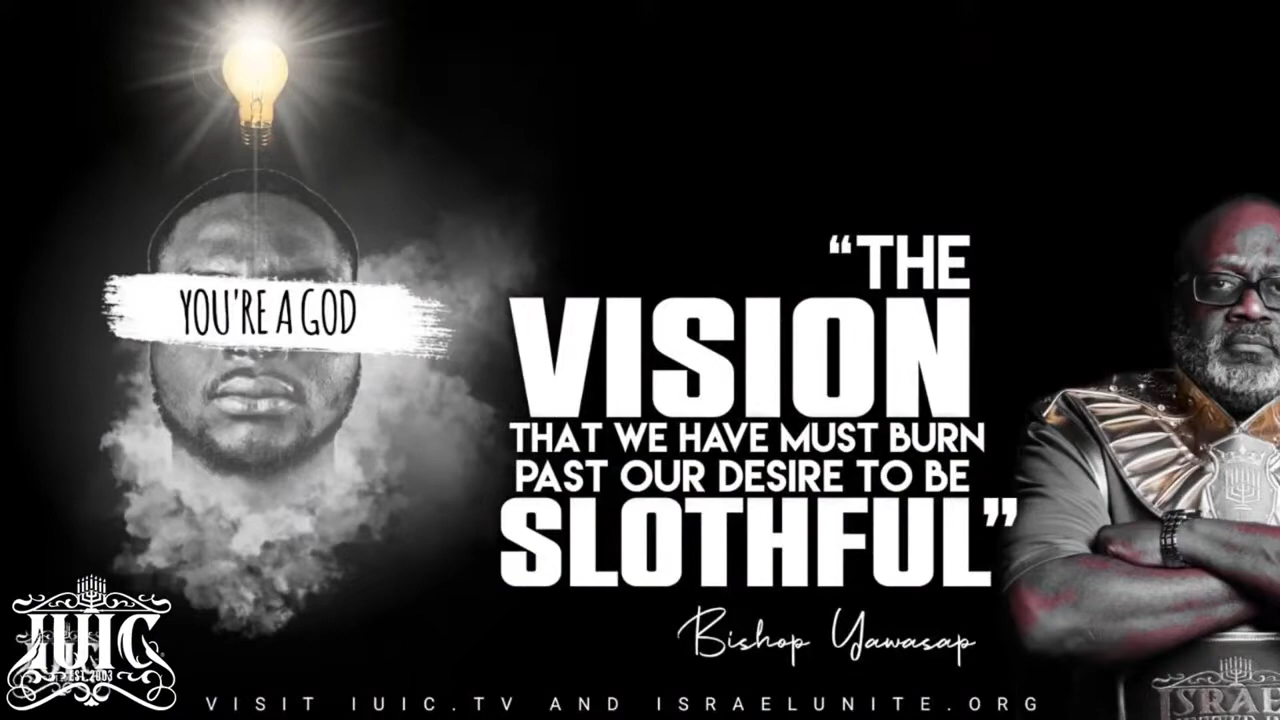 YOU'RE A GOD
“THE
VISION
THAT WE HAVE MUST BURN
PAST OUR DESIRE TO BE
SLOTHFUL”
Bishop Yawasap
IUIC
EST. 2003
VISIT IUIC.TV AND ISRAELUNITE.ORG